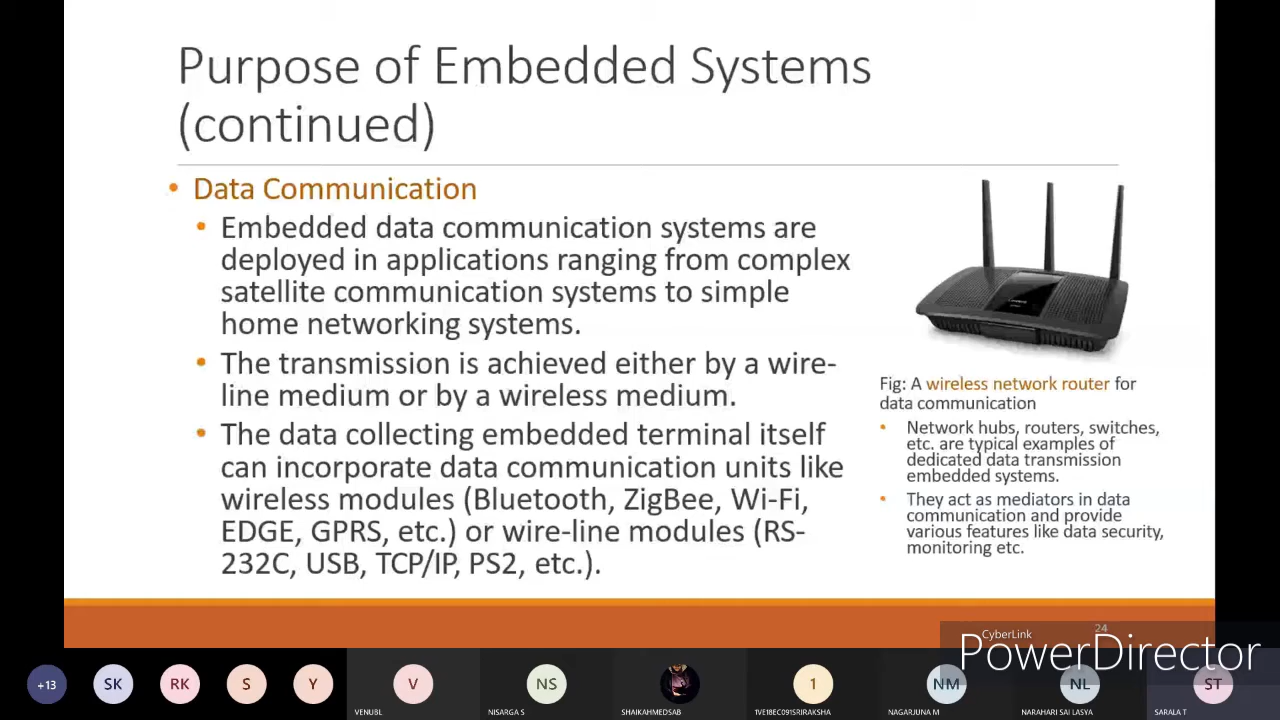 Purpose of Embedded Systems
(continued)
• Data Communication
• Embedded data communication systems are
deployed in applications ranging from complex
satellite communication systems to simple
home networking systems.
• The transmission is achieved either by a wire-
line medium or by a wireless medium.
• The data collecting embedded terminal itself
can incorporate data communication units like
wireless modules (Bluetooth, ZigBee, Wi-Fi,
EDGE, GPRS, etc.) or wire-line modules (RS-
232C, USB, TCP/IP, PS2, etc.).
Fig: A wireless network router for
data communication
• Network hubs, routers, switches,
etc. are typical examples of
dedicated data transmission
embedded systems.
• They act as mediators in data
communication and provide
various features like data security,
monitoring etc.
24
CyberLink
PowerDirector
+13
SK
RK
S
Y
V
NS
1
NM
NL
ST
VENUBL
NISARGA S
SHAIKAHMEDSAB
1VE18EC091SRIRAKSHA
NAGARJUNA M
NARAHARI SAI LASYA
SARALA T